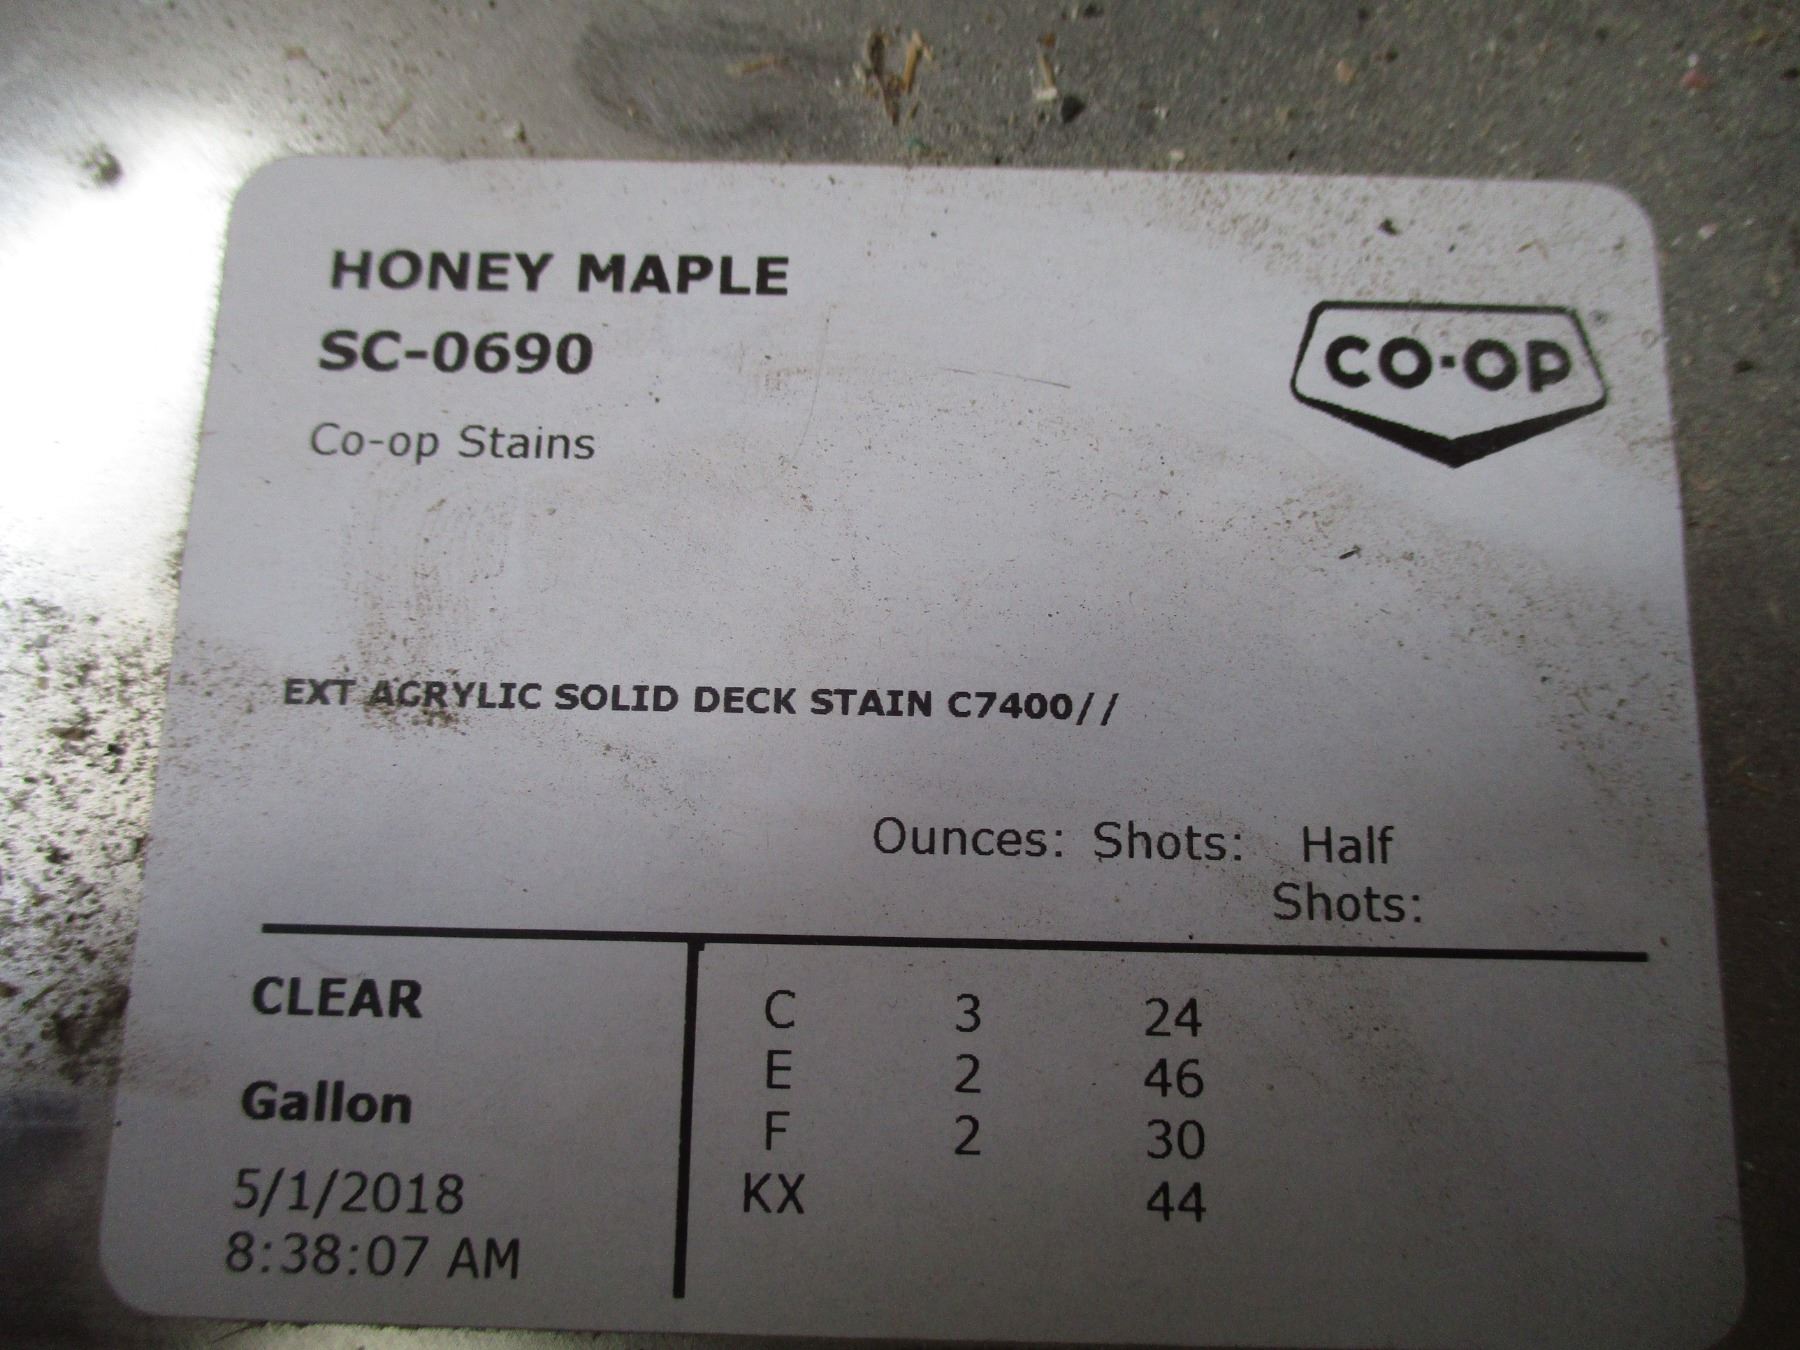 HONEY MAPLE
SC-0690
CO-OP
Co-op Stains
EXT ACRYLIC SOLID DECK STAIN C7400//
Ounces: Shots: Half
Shots:
CLEAR
Gallon
5/1/2018
8:38:07 AM
C 3 24
E 2 46
F 2 30
KX 44